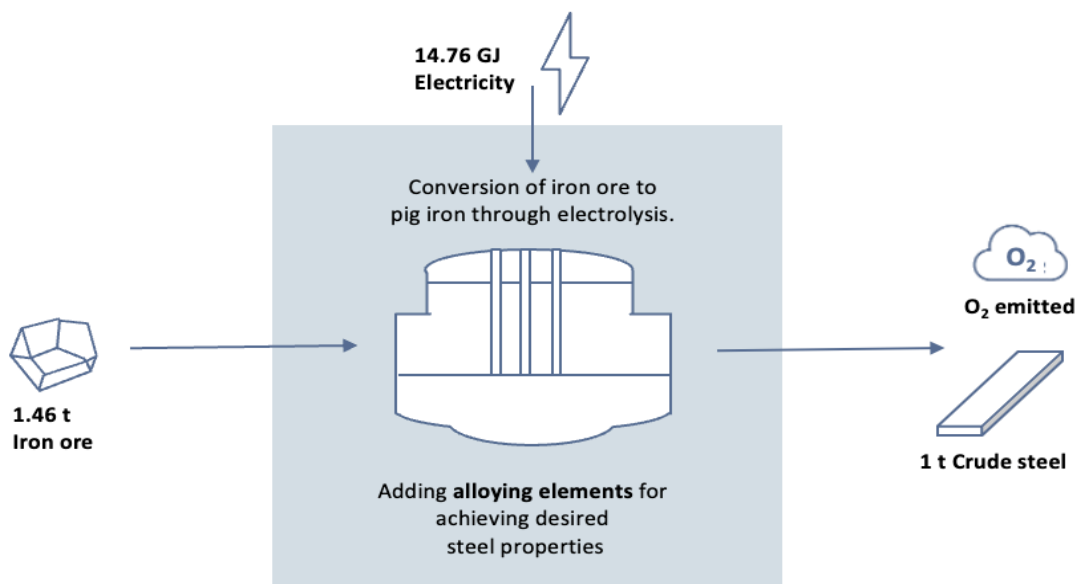 14.76 GJ
Electricity
Conversion of iron ore to
pig iron through electrolysis.
O₂
O₂ emitted
1.46 t
Iron ore
1 t Crude steel
Adding alloying elements for
achieving desired
steel properties